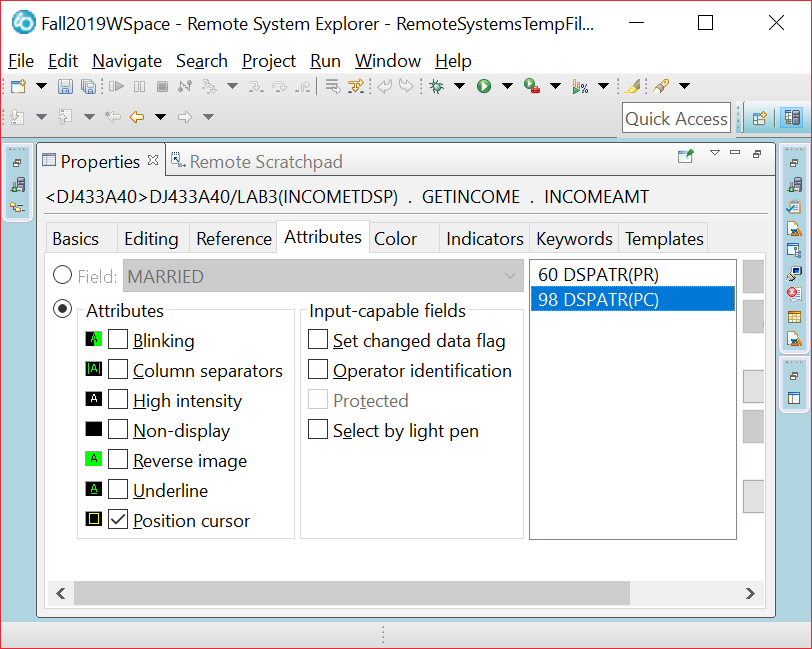 Fall2019WSpace - Remote System Explorer - RemoteSystemsTempFil...
File Edit Navigate Search Project Run Window Help
Quick Access
Properties Remote Scratchpad
<DJ433A40>DJ433A40/LAB3(INCOMETDSP) . GETINCOME . INCOMEAMT
Basics Editing Reference Attributes Color Indicators Keywords Templates
Field: MARRIED
60 DSPATR(PR)
98 DSPATR(PC)
Attributes
Blinking
Column separators
High intensity
Non-display
Reverse image
Underline
Position cursor
Input-capable fields
Set changed data flag
Operator identification
Protected
Select by light pen